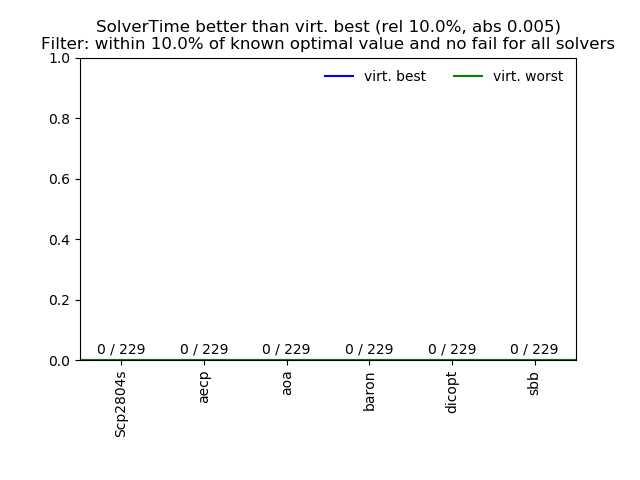 SolverTime better than virt. best (rel 10.0%, abs 0.005)
Filter: within 10.0% of known optimal value and no fail for all solvers
virt. best virt. worst
1.0
0.8
0.6
0.4
0.2
0.0
0 / 229 0 / 229 0 / 229 0 / 229 0 / 229 0 / 229
Scp2804s aecp aoa baron dicopt sbb